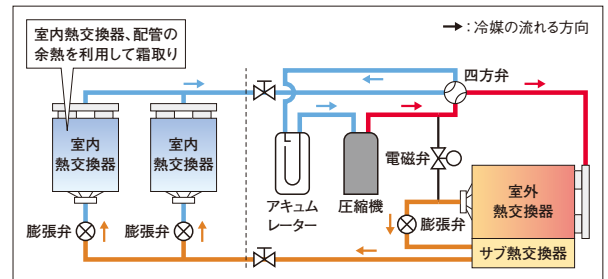 室内熱交換器、配管の
余熱を利用して霜取り
→:冷媒の流れる方向
四方弁
室内
熱交換器
室内
熱交換器
電磁弁
室外
熱交換器
アキュム
レーター
圧縮機
膨張弁
膨張弁
膨張弁
サブ熱交換器